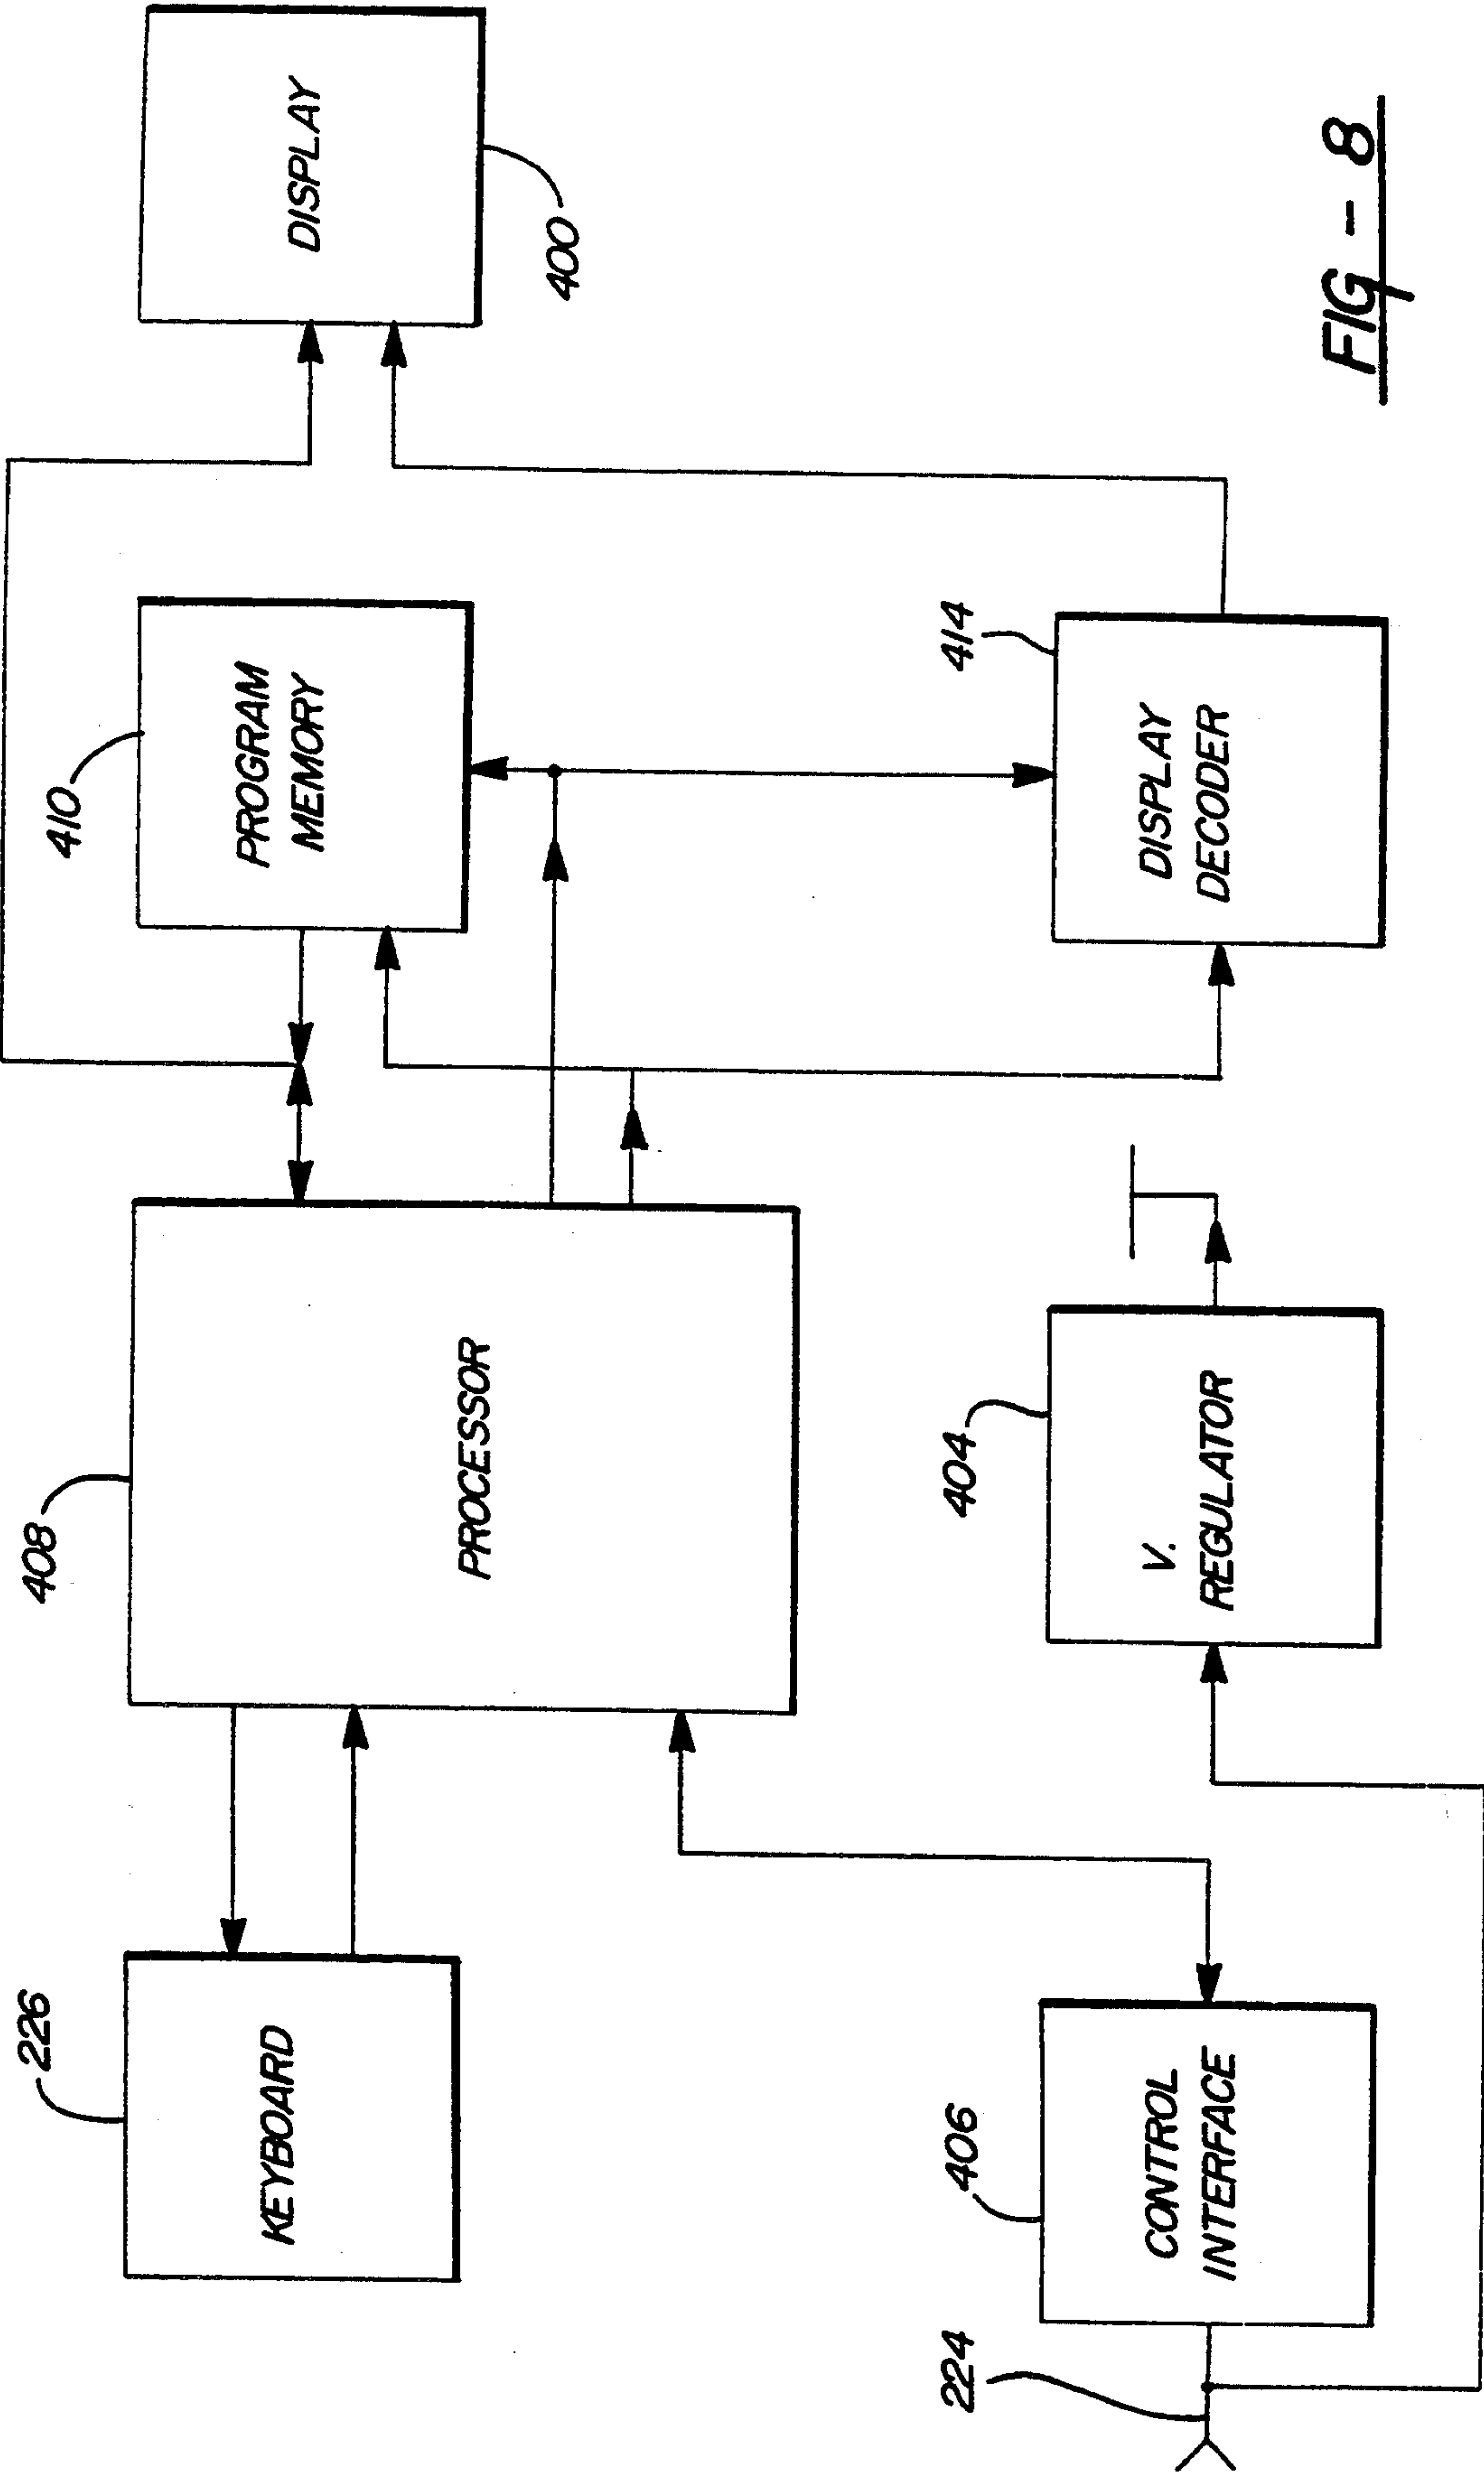 226
KEYBOARD
408
PROCESSOR
410
PROGRAM
MEMORY
DISPLAY
400
224
406
CONTROL
INTERFACE
404
V.
REGULATOR
414
DISPLAY
DECODER
FIG - 8